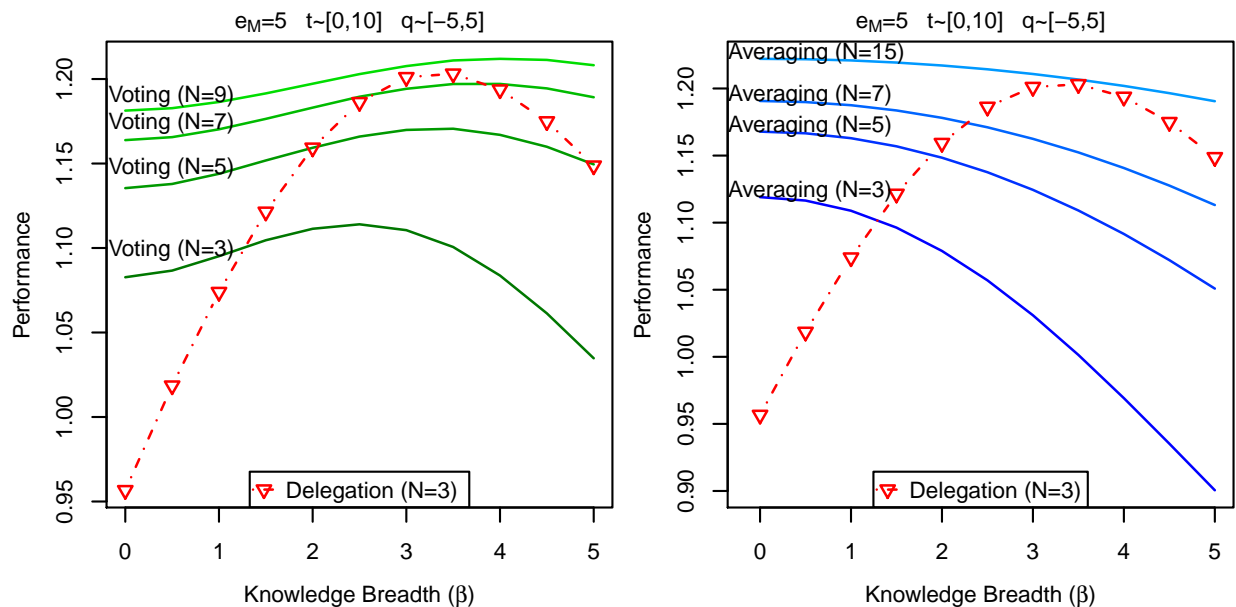 e_M=5 t~[0,10] q~[−5,5]
Performance
1.20
1.15
1.10
1.05
1.00
0.95
Voting (N=9)
Voting (N=7)
Voting (N=5)
Voting (N=3)
Delegation (N=3)
0 1 2 3 4 5
Knowledge Breadth (β)
e_M=5 t~[0,10] q~[−5,5]
Performance
1.20
1.15
1.10
1.05
1.00
0.95
0.90
Averaging (N=15)
Averaging (N=7)
Averaging (N=5)
Averaging (N=3)
Delegation (N=3)
0 1 2 3 4 5
Knowledge Breadth (β)